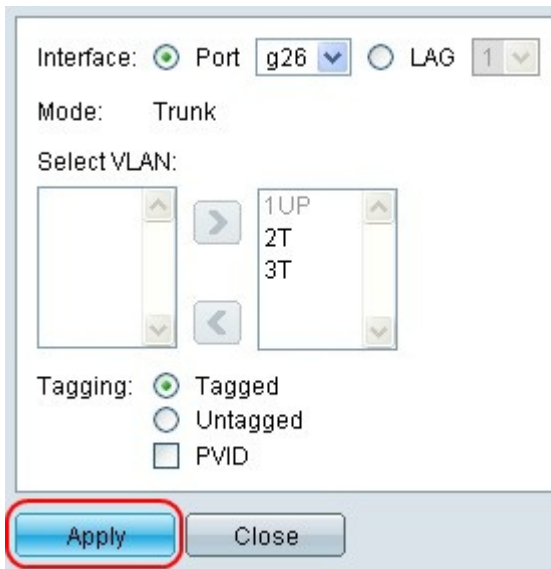 Interface: Port g26 LAG 1
Mode: Trunk
Select VLAN:
1UP
2T
3T
Tagging: Tagged
Untagged
PVID
Apply Close